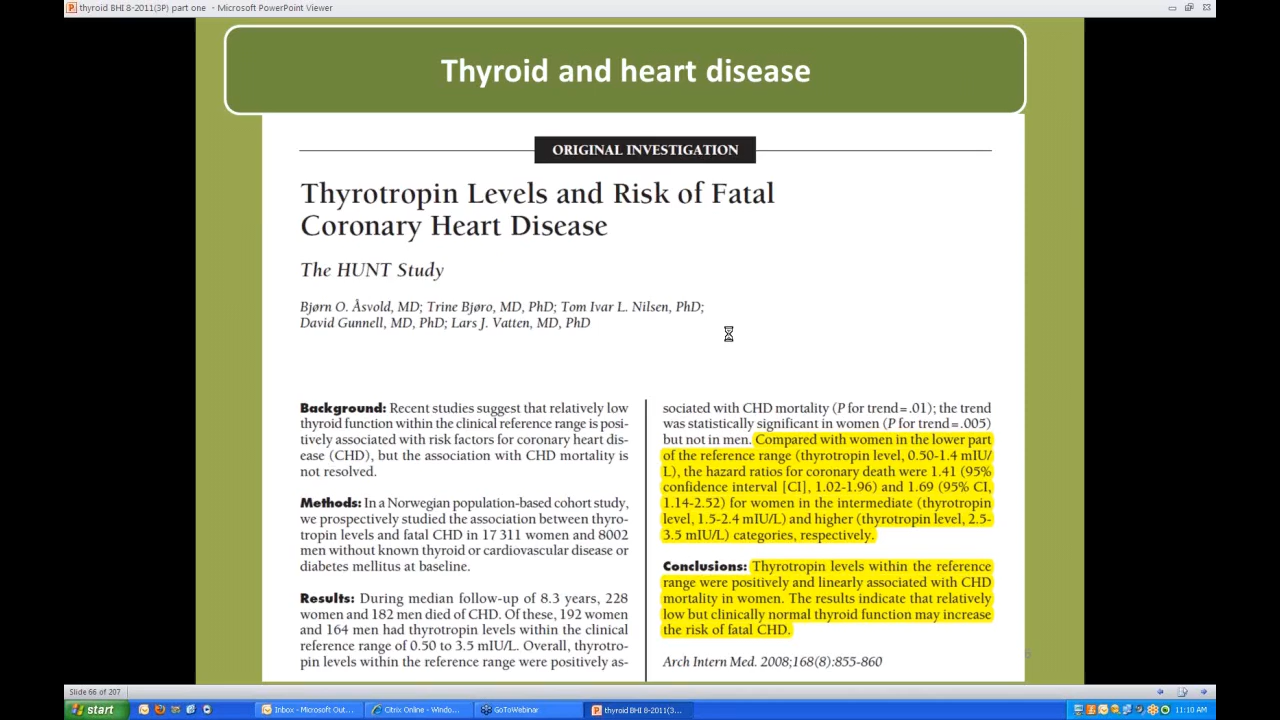 thyroid BHI 8-2011(3P) part one - Microsoft PowerPoint Viewer
Thyroid and heart disease
ORIGINAL INVESTIGATION
Thyrotropin Levels and Risk of Fatal
Coronary Heart Disease
The HUNT Study
Bjørn O. Åsvold, MD; Trine Bjøro, MD, PhD; Tom Ivar L. Nilsen, PhD;
David Gunnell, MD, PhD; Lars J. Vatten, MD, PhD
Background: Recent studies suggest that relatively low
thyroid function within the clinical reference range is posi-
tively associated with risk factors for coronary heart dis-
ease (CHD), but the association with CHD mortality is
not resolved.
Methods: In a Norwegian population-based cohort study,
we prospectively studied the association between thyro-
tropin levels and fatal CHD in 17 311 women and 8002
men without known thyroid or cardiovascular disease or
diabetes mellitus at baseline.
Results: During median follow-up of 8.3 years, 228
women and 182 men died of CHD. Of these, 192 women
and 164 men had thyrotropin levels within the clinical
reference range of 0.50 to 3.5 mIU/L. Overall, thyrotro-
pin levels within the reference range were positively as-
sociated with CHD mortality (P for trend=.01); the trend
was statistically significant in women (P for trend=.005)
but not in men. Compared with women in the lower part
of the reference range (thyrotropin level, 0.50-1.4 mIU/
L), the hazard ratios for coronary death were 1.41 (95%
confidence interval [CI], 1.02-1.96) and 1.69 (95% CI,
1.14-2.52) for women in the intermediate (thyrotropin
level, 1.5-2.4 mIU/L) and higher (thyrotropin level, 2.5-
3.5 mIU/L) categories, respectively.
Conclusions: Thyrotropin levels within the reference
range were positively and linearly associated with CHD
mortality in women. The results indicate that relatively
low but clinically normal thyroid function may increase
the risk of fatal CHD.
Arch Intern Med. 2008;168(8):855-860
Slide 66 of 207
start
Inbox - Microsoft Out...
Citrix Online - Windo...
GoToWebinar
thyroid BHI 8-2011(3...
11:10 AM